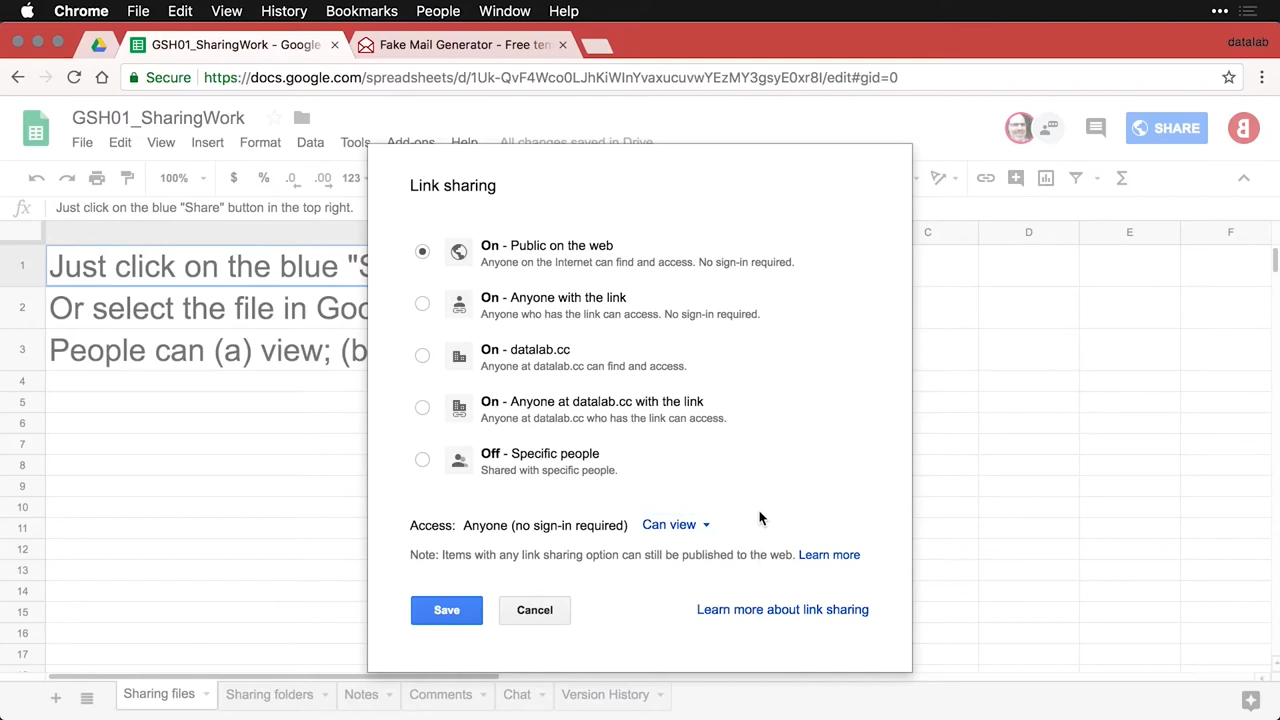 Chrome File Edit View History Bookmarks People Window Help
GSH01_SharingWork - Google
Fake Mail Generator - Free ten
datalab
Secure https://docs.google.com/spreadsheets/d/1Uk-QvF4Wco0LJhKiWInYvaxucuvwYEzMY3gsyE0xr8I/edit#gid=0
GSH01_SharingWork
SHARE
File Edit View Insert Format Data Tools Add-ons Help All changes saved in Drive
100% $ % .0 .00 123
fx Just click on the blue "Share" button in the top right.
C D E F
1 Just click on the blue "S
2 Or select the file in Goo
3 People can (a) view; (b
4
5
6
7
8
9
10
11
12
13
14
15
16
17
Link sharing
On - Public on the web
Anyone on the Internet can find and access. No sign-in required.
On - Anyone with the link
Anyone who has the link can access. No sign-in required.
On - datalab.cc
Anyone at datalab.cc can find and access.
On - Anyone at datalab.cc with the link
Anyone at datalab.cc who has the link can access.
Off - Specific people
Shared with specific people.
Access: Anyone (no sign-in required) Can view
Note: Items with any link sharing option can still be published to the web. Learn more
Save Cancel Learn more about link sharing
Sharing files Sharing folders Notes Comments Chat Version History